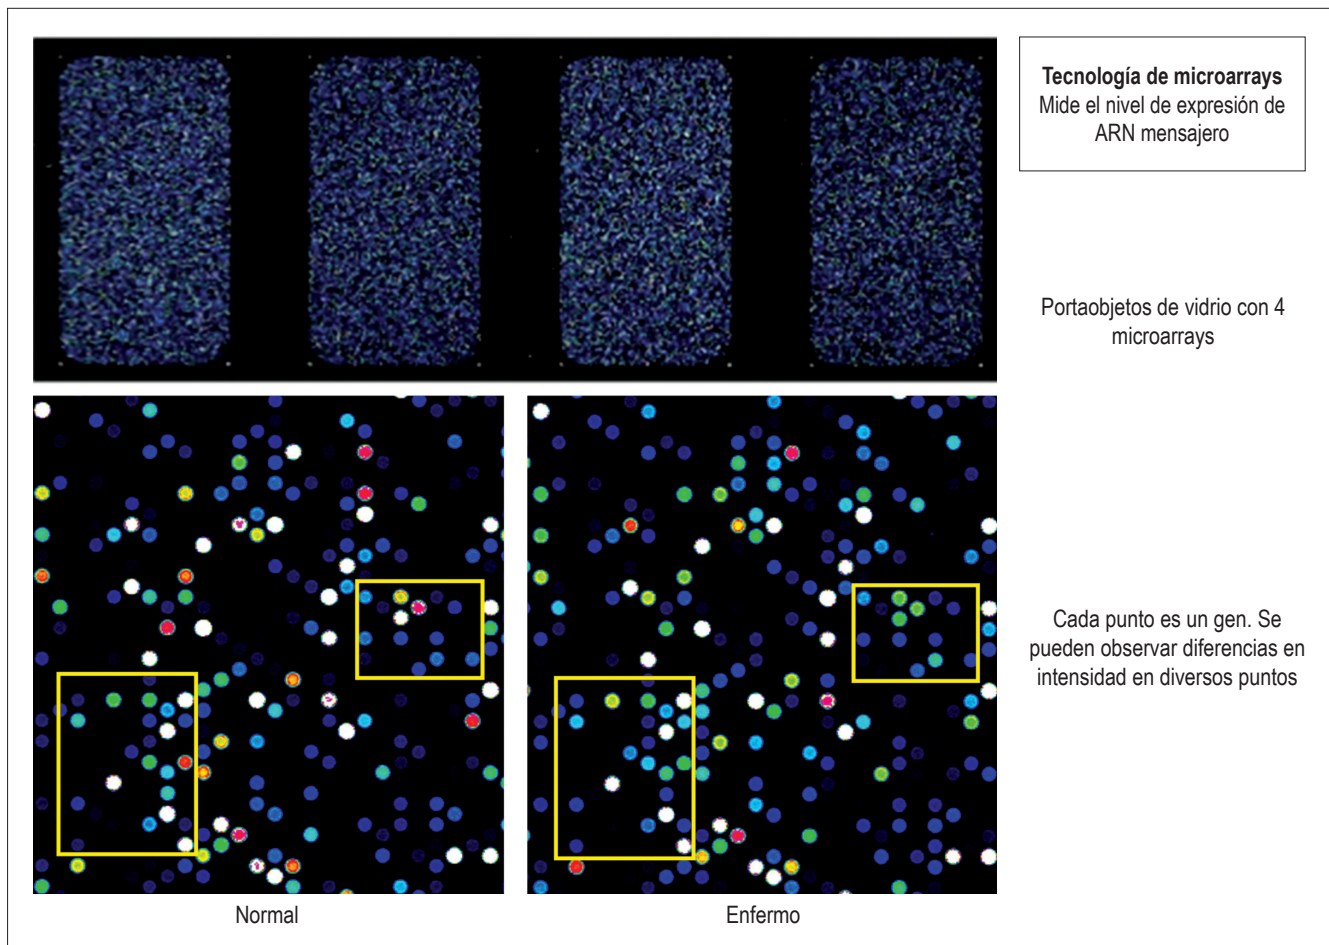 Tecnología de microarrays
Mide el nivel de expresión de
ARN mensajero
Portaobjetos de vidrio con 4
microarrays
Cada punto es un gen. Se
pueden observar diferencias en
intensidad en diversos puntos
Normal
Enfermo